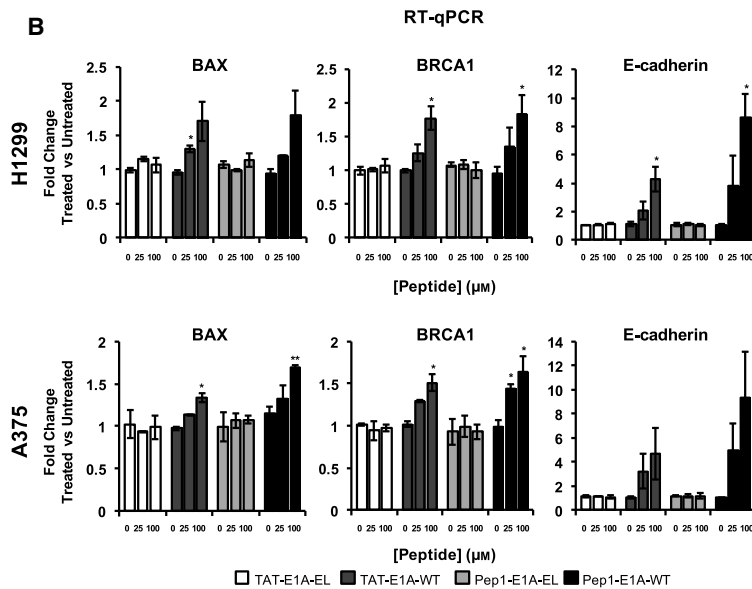 B
RT-qPCR
H1299
Fold Change
Treated vs Untreated
BAX
2.5
2
1.5
1
0.5
0
0 25 100 0 25 100 0 25 100 0 25 100
*
BRCA1
2.5
2
1.5
1
0.5
0
0 25 100 0 25 100 0 25 100 0 25 100
* *
E-cadherin
12
10
8
6
4
2
0
0 25 100 0 25 100 0 25 100 0 25 100
* *
[Peptide] (µM)
A375
Fold Change
Treated vs Untreated
BAX
2
1.5
1
0.5
0
0 25 100 0 25 100 0 25 100 0 25 100
* **
BRCA1
2
1.5
1
0.5
0
0 25 100 0 25 100 0 25 100 0 25 100
* * *
E-cadherin
14
12
10
8
6
4
2
0
0 25 100 0 25 100 0 25 100 0 25 100
[Peptide] (µM)
TAT-E1A-EL TAT-E1A-WT Pep1-E1A-EL Pep1-E1A-WT